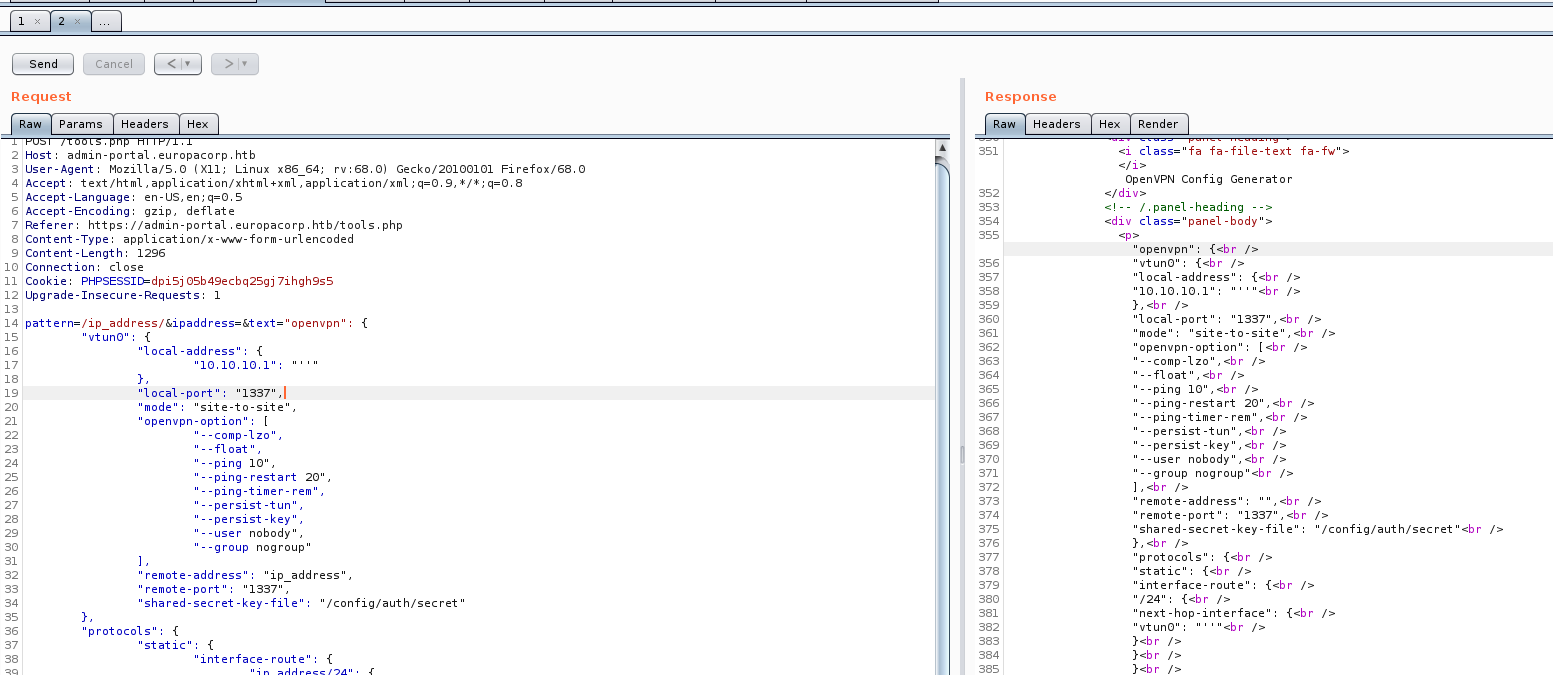 1 × 2 × ...
Send Cancel < ▼ > ▼
Request
Raw Params Headers Hex
1 POST /tools.php HTTP/1.1
2 Host: admin-portal.europacorp.htb
3 User-Agent: Mozilla/5.0 (X11; Linux x86_64; rv:68.0) Gecko/20100101 Firefox/68.0
4 Accept: text/html,application/xhtml+xml,application/xml;q=0.9,*/*;q=0.8
5 Accept-Language: en-US,en;q=0.5
6 Accept-Encoding: gzip, deflate
7 Referer: https://admin-portal.europacorp.htb/tools.php
8 Content-Type: application/x-www-form-urlencoded
9 Content-Length: 1296
10 Connection: close
11 Cookie: PHPSESSID=dpi5j05b49ecbq25gj7ihgh9s5
12 Upgrade-Insecure-Requests: 1
13
14 pattern=/ip_address/&ipaddress=&text="openvpn": {
15 "vtun0": {
16 "local-address": {
17 "10.10.10.1": "''"
18 },
19 "local-port": "1337",
20 "mode": "site-to-site",
21 "openvpn-option": [
22 "--comp-lzo",
23 "--float",
24 "--ping 10",
25 "--ping-restart 20",
26 "--ping-timer-rem",
27 "--persist-tun",
28 "--persist-key",
29 "--user nobody",
30 "--group nogroup"
31 ],
32 "remote-address": "ip_address",
33 "remote-port": "1337",
34 "shared-secret-key-file": "/config/auth/secret"
35 },
36 "protocols": {
37 "static": {
38 "interface-route": {
39 "ip_address/24": {
Response
Raw Headers Hex Render
350 <div class="panel-heading">
351 <i class="fa fa-file-text fa-fw">
</i>
OpenVPN Config Generator
352 </div>
353 <!-- /.panel-heading -->
354 <div class="panel-body">
355 <p>
"openvpn": {<br />
356 "vtun0": {<br />
357 "local-address": {<br />
358 "10.10.10.1": "''"<br />
359 },<br />
360 "local-port": "1337",<br />
361 "mode": "site-to-site",<br />
362 "openvpn-option": [<br />
363 "--comp-lzo",<br />
364 "--float",<br />
365 "--ping 10",<br />
366 "--ping-restart 20",<br />
367 "--ping-timer-rem",<br />
368 "--persist-tun",<br />
369 "--persist-key",<br />
370 "--user nobody",<br />
371 "--group nogroup"<br />
372 ],<br />
373 "remote-address": "",<br />
374 "remote-port": "1337",<br />
375 "shared-secret-key-file": "/config/auth/secret"<br />
376 },<br />
377 "protocols": {<br />
378 "static": {<br />
379 "interface-route": {<br />
380 "/24": {<br />
381 "next-hop-interface": {<br />
382 "vtun0": "''"<br />
383 }<br />
384 }<br />
385 }<br />